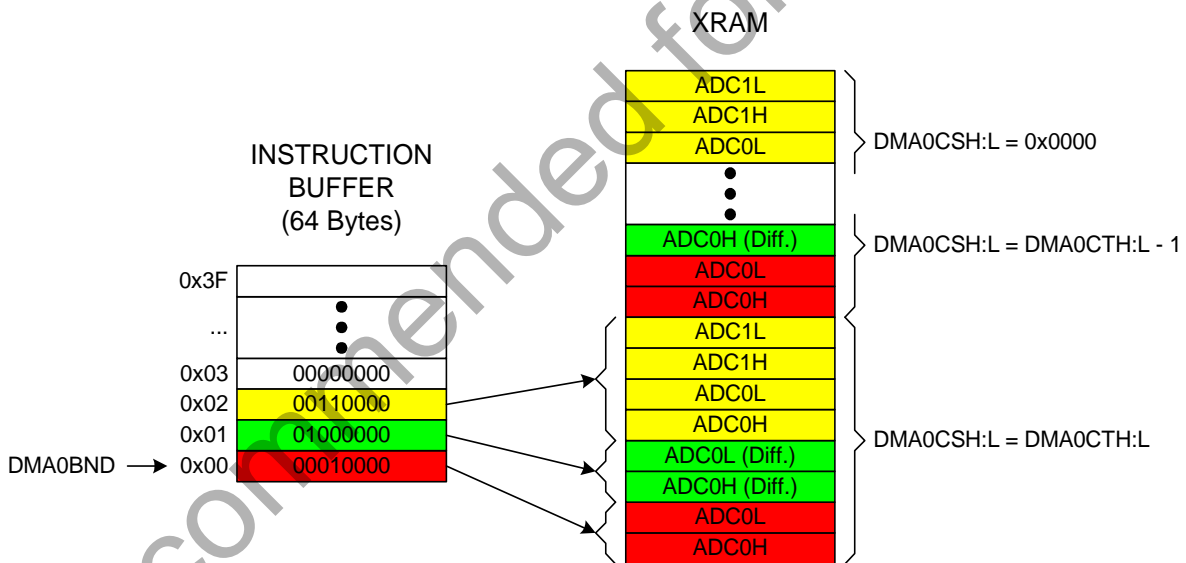 XRAM
ADC1L
ADC1H
ADC0L
DMA0CSH:L = 0x0000
INSTRUCTION
BUFFER
(64 Bytes)
ADC0H (Diff.)
DMA0CSH:L = DMA0CTH:L - 1
ADC0L
ADC0H
0x3F
...
0x03 00000000
0x02 00110000
0x01 01000000
DMA0BND 0x00 00010000
ADC1L
ADC1H
ADC0L
ADC0H
DMA0CSH:L = DMA0CTH:L
ADC0L (Diff.)
ADC0H (Diff.)
ADC0L
ADC0H